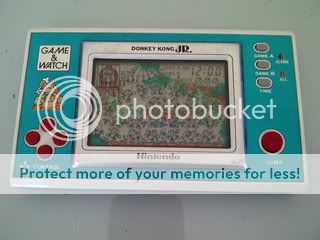 GAME & WATCH
DONKEY KONG JR.
GAME A
ALARM
GAME B
ACL
TIME
12:00
photobucket
Nintendo
CONTROL
JUMP
Protect more of your memories for less!